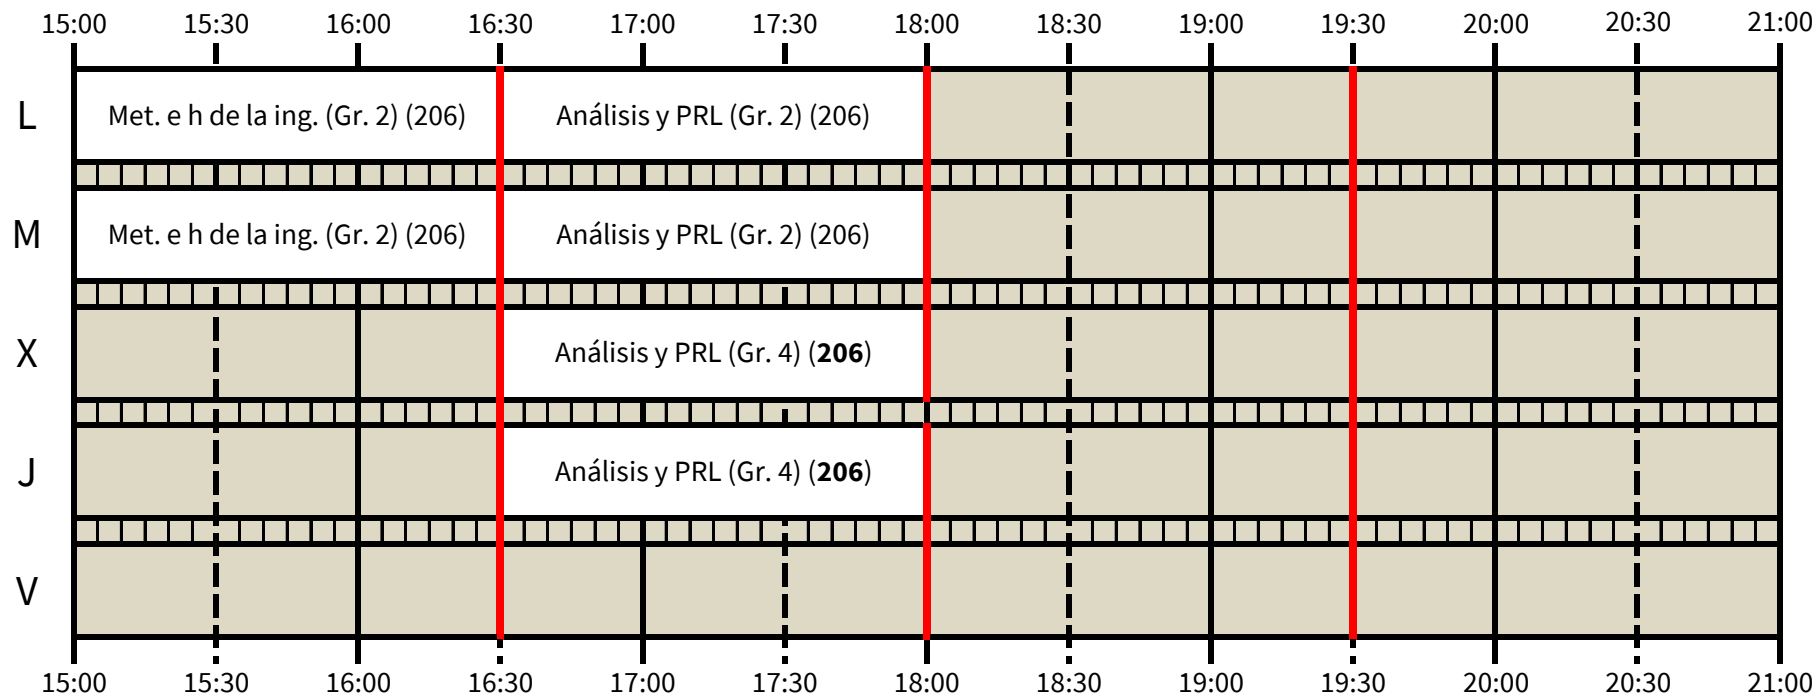 15:00 15:30 16:00 16:30 17:00 17:30 18:00 18:30 19:00 19:30 20:00 20:30 21:00
L Met. e h de la ing. (Gr. 2) (206) Análisis y PRL (Gr. 2) (206)
M Met. e h de la ing. (Gr. 2) (206) Análisis y PRL (Gr. 2) (206)
X Análisis y PRL (Gr. 4) (206)
J Análisis y PRL (Gr. 4) (206)
V
15:00 15:30 16:00 16:30 17:00 17:30 18:00 18:30 19:00 19:30 20:00 20:30 21:00